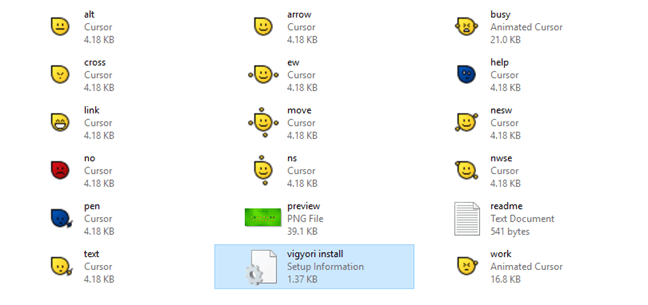 alt
Cursor
4.18 KB
arrow
Cursor
4.18 KB
busy
Animated Cursor
21.0 KB
cross
Cursor
4.18 KB
ew
Cursor
4.18 KB
help
Cursor
4.18 KB
link
Cursor
4.18 KB
move
Cursor
4.18 KB
nesw
Cursor
4.18 KB
no
Cursor
4.18 KB
ns
Cursor
4.18 KB
nwse
Cursor
4.18 KB
pen
Cursor
4.18 KB
preview
PNG File
39.1 KB
readme
Text Document
541 bytes
text
Cursor
4.18 KB
vigyori install
Setup Information
1.37 KB
work
Animated Cursor
16.8 KB